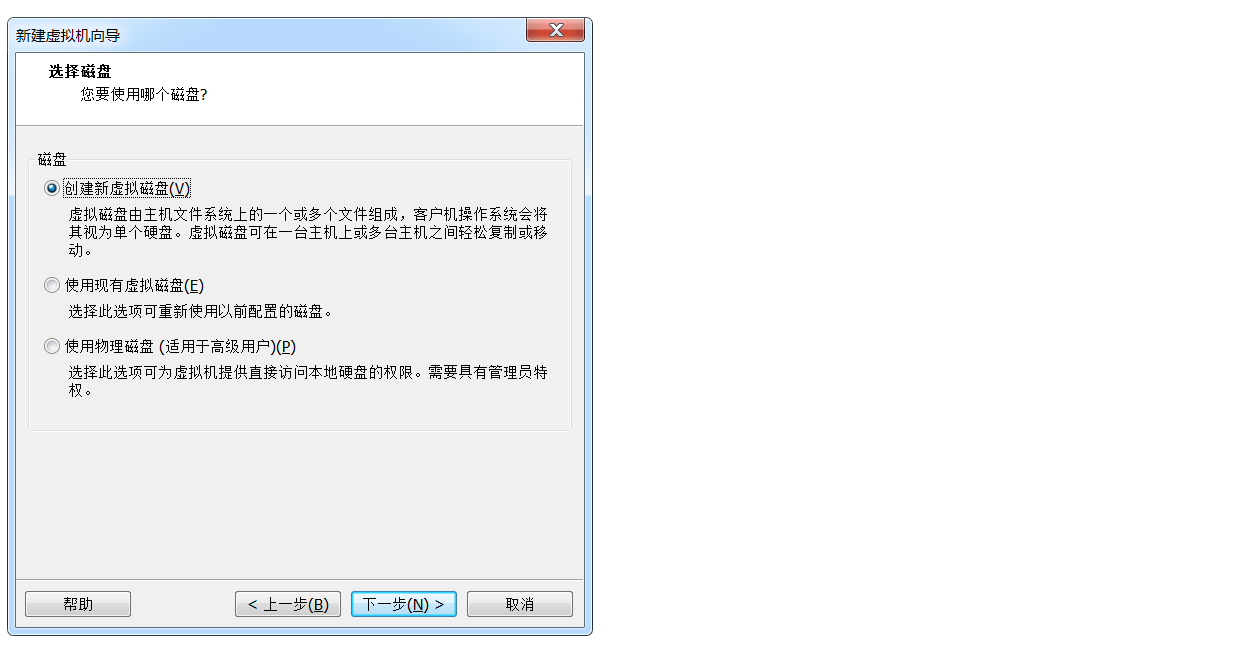 新建虚拟机向导
选择磁盘
您要使用哪个磁盘?
磁盘
创建新虚拟磁盘(V)
虚拟磁盘由主机文件系统上的一个或多个文件组成，客户机操作系统会将
其视为单个硬盘。虚拟磁盘可在一台主机上或多台主机之间轻松复制或移
动。
使用现有虚拟磁盘(E)
选择此选项可重新使用以前配置的磁盘。
使用物理磁盘 (适用于高级用户)(P)
选择此选项可为虚拟机提供直接访问本地硬盘的权限。需要具有管理员特
权。
帮助
< 上一步(B)
下一步(N) >
取消